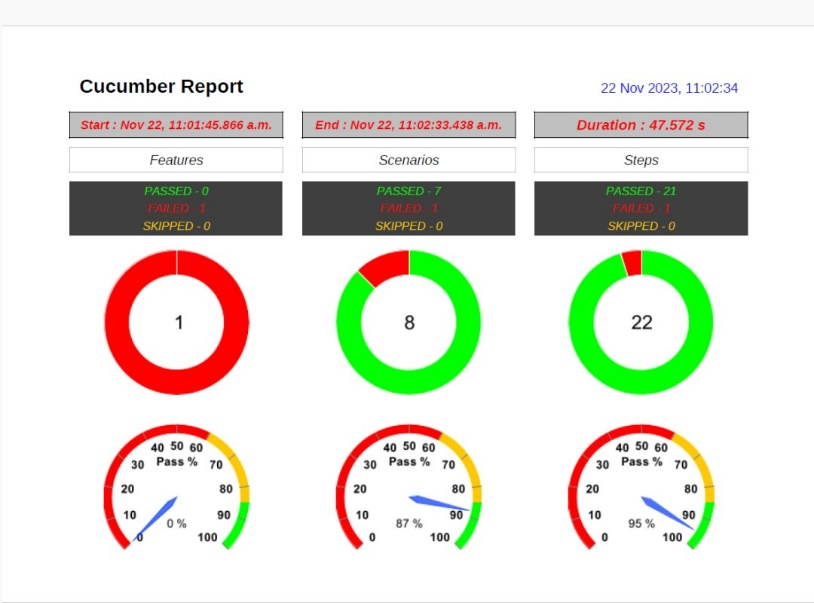 Cucumber Report
22 Nov 2023, 11:02:34
Start : Nov 22, 11:01:45.866 a.m.
End : Nov 22, 11:02:33.438 a.m.
Duration : 47.572 s
Features
Scenarios
Steps
PASSED - 0
FAILED - 1
SKIPPED - 0
PASSED - 7
FAILED - 1
SKIPPED - 0
PASSED - 21
FAILED - 1
SKIPPED - 0
1
8
22
0
10
20
30
40
50
60
70
80
90
100
Pass %
0 %
0
10
20
30
40
50
60
70
80
90
100
Pass %
87 %
0
10
20
30
40
50
60
70
80
90
100
Pass %
95 %